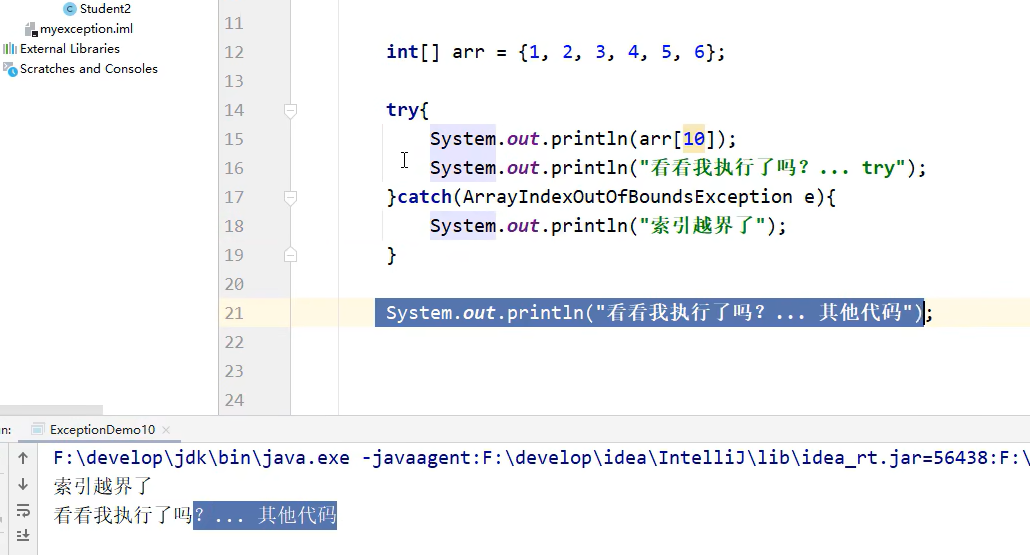 Student2
myexception.iml
External Libraries
Scratches and Consoles
11
12 int[] arr = {1, 2, 3, 4, 5, 6};
13
14 try{
15 System.out.println(arr[10]);
16 System.out.println("看看我执行了吗？... try");
17 }catch(ArrayIndexOutOfBoundsException e){
18 System.out.println("索引越界了");
19 }
20
21 System.out.println("看看我执行了吗？... 其他代码");
22
23
24
n: ExceptionDemo10
F:\develop\jdk\bin\java.exe -javaagent:F:\develop\idea\IntelliJ\lib\idea_rt.jar=56438:F:\
索引越界了
看看我执行了吗？... 其他代码